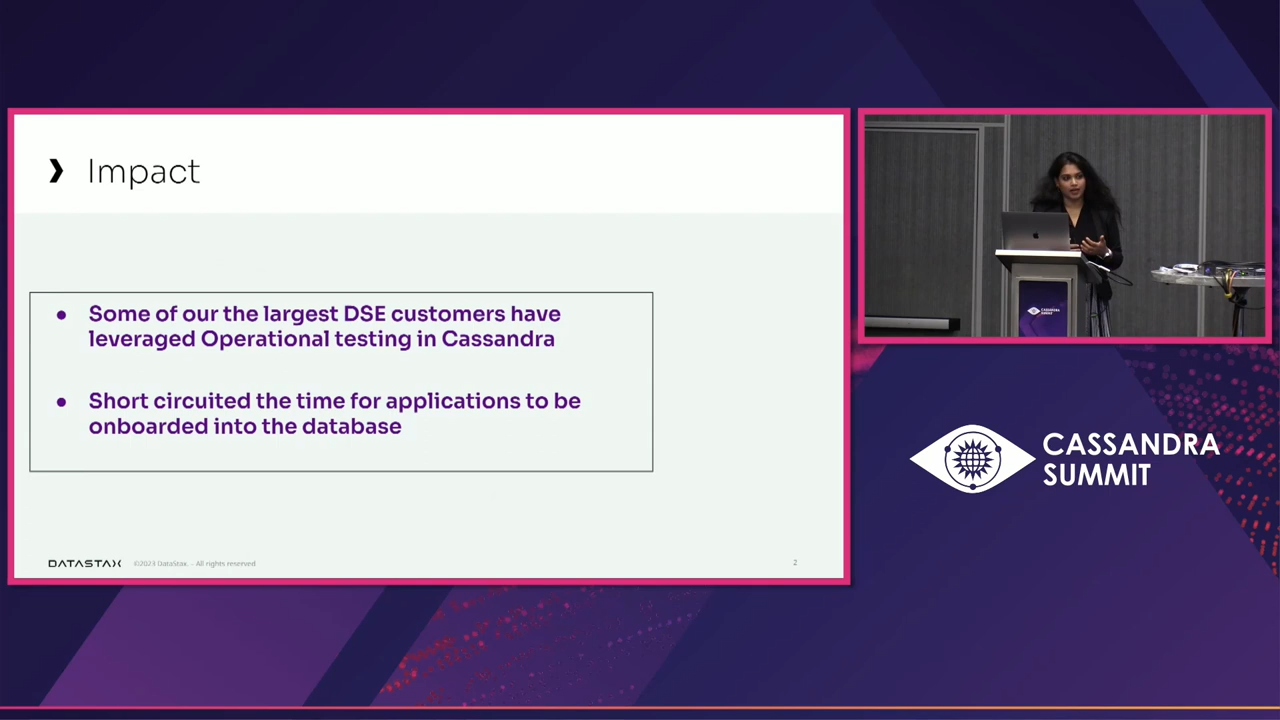 ❯ Impact
● Some of our the largest DSE customers have
leveraged Operational testing in Cassandra
● Short circuited the time for applications to be
onboarded into the database
DATASTAX ©2023 DataStax. – All rights reserved 2
CASSANDRA
SUMMIT